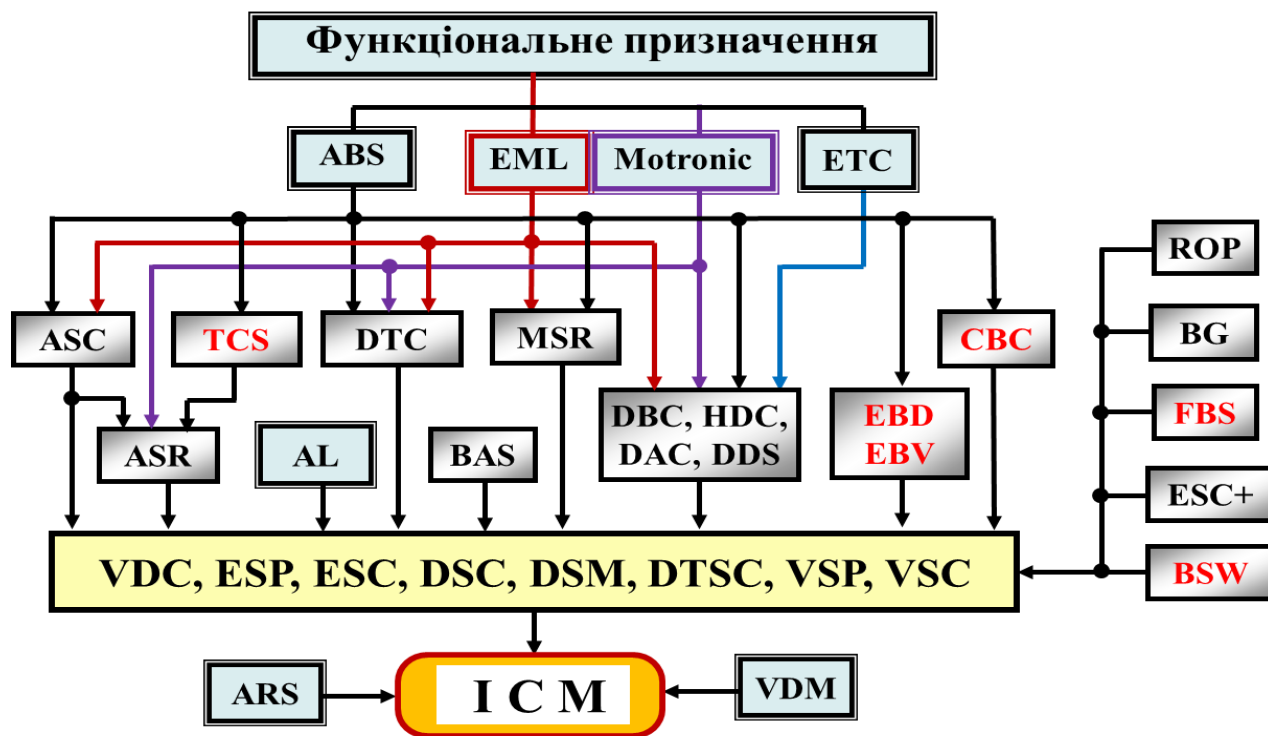 Функціональне призначення
ABS
EML
Motronic
ETC
ROP
ASC
TCS
DTC
MSR
CBC
BG
DBC, HDC,
DAC, DDS
EBD
EBV
FBS
ASR
AL
BAS
ESC+
VDC, ESP, ESC, DSC, DSM, DTSC, VSP, VSC
BSW
ARS
I C M
VDM